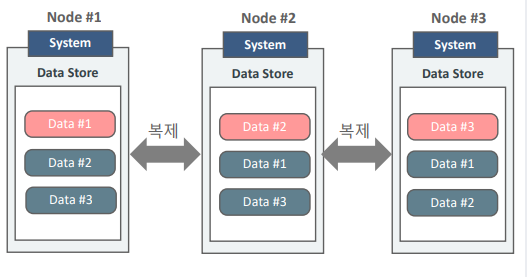 Node #1
Node #2
Node #3
System
System
System
Data Store
Data Store
Data Store
Data #1
Data #2
Data #3
복제
Data #2
Data #1
Data #3
복제
Data #3
Data #1
Data #2